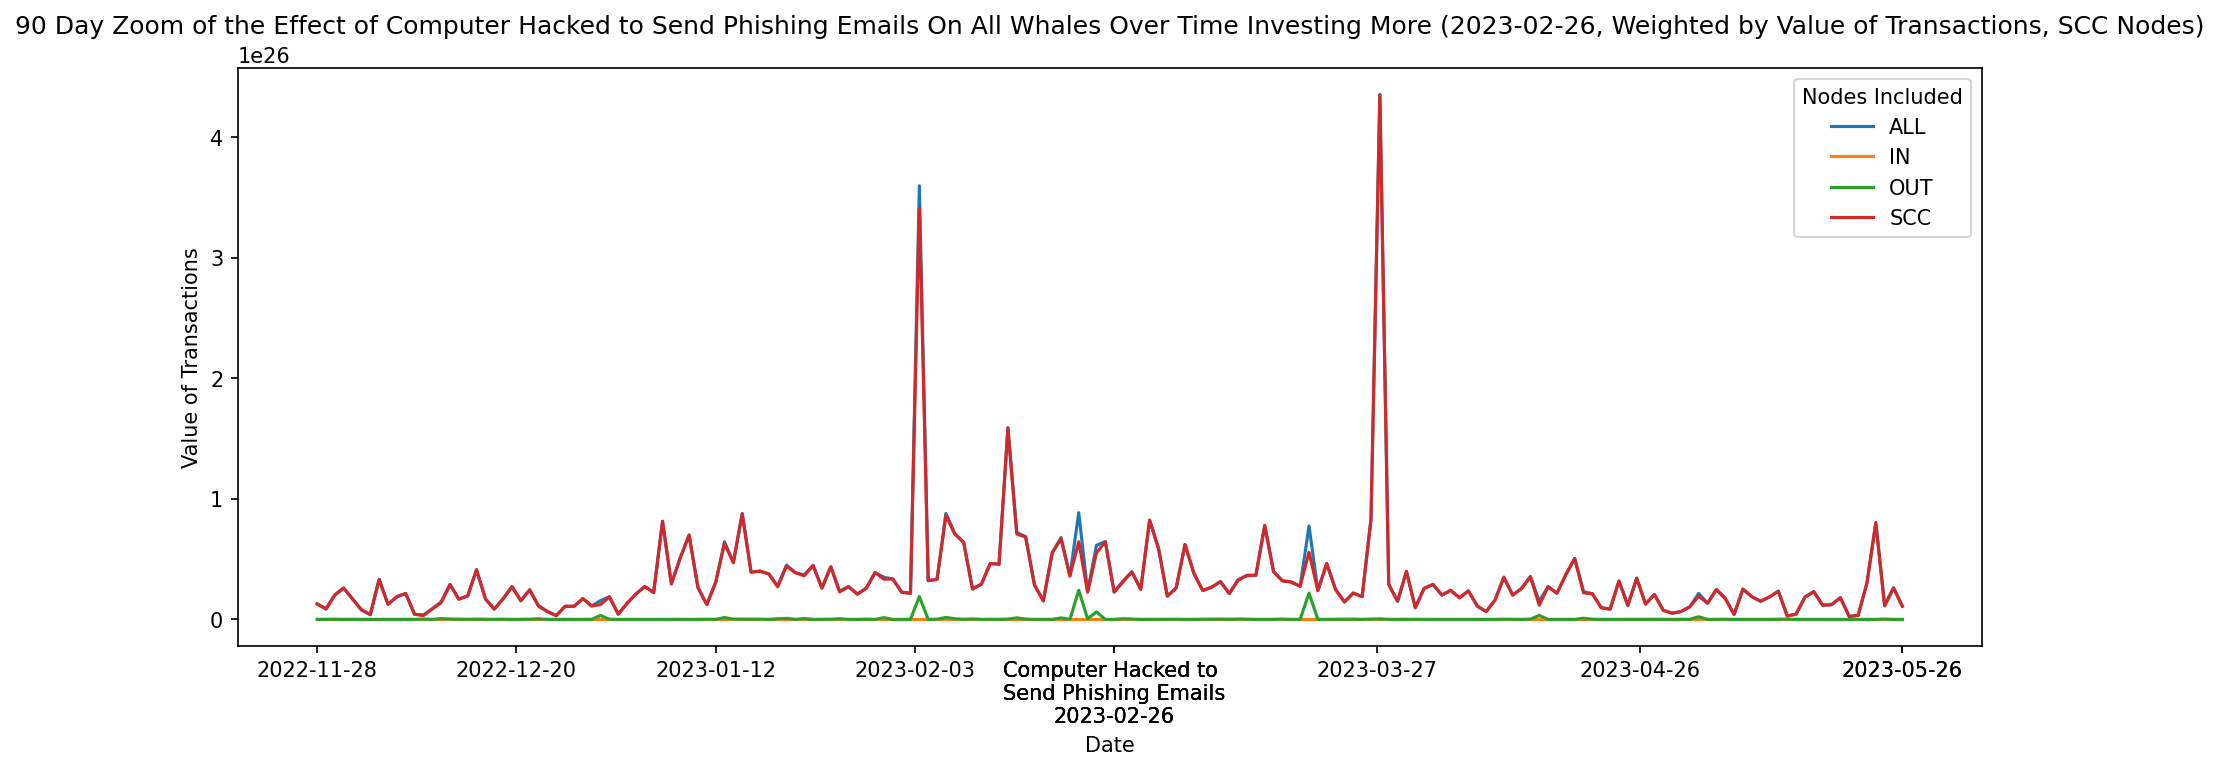 90 Day Zoom of the Effect of Computer Hacked to Send Phishing Emails On All Whales Over Time Investing More (2023-02-26, Weighted by Value of Transactions, SCC Nodes)
1e26
Nodes Included
ALL
IN
OUT
SCC
4
3
2
1
0
Value of Transactions
2022-11-28
2022-12-20
2023-01-12
2023-02-03
Computer Hacked to
Send Phishing Emails
2023-02-26
2023-03-27
2023-04-26
2023-05-26
Date